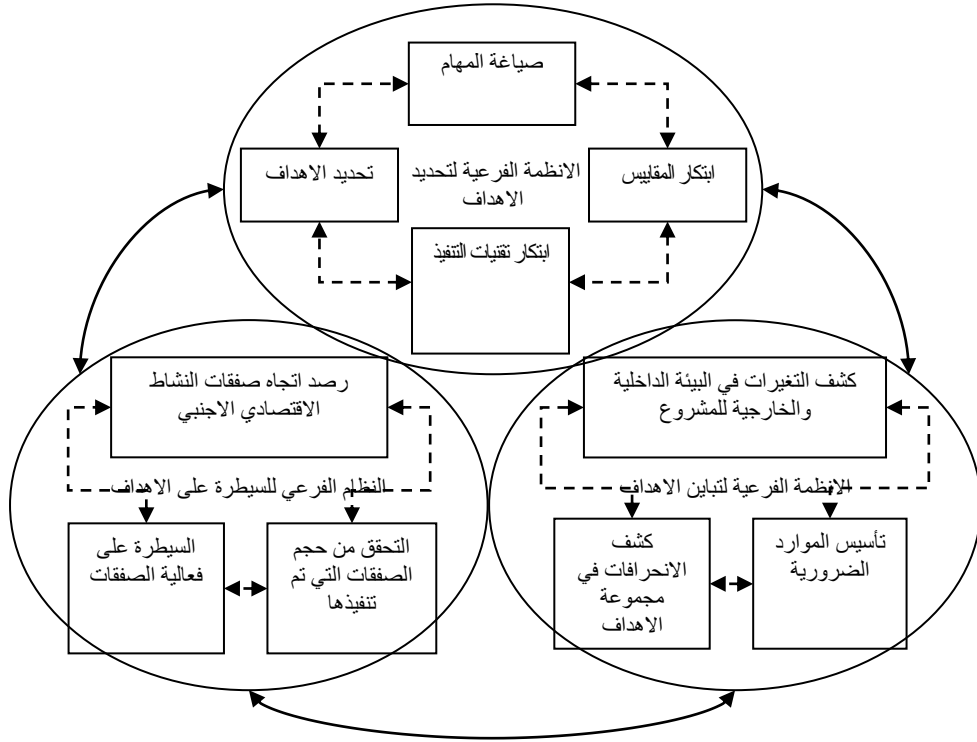 صياغة المهام
ابتكار المقاييس
الانظمة الفرعية لتحديد
الاهداف
تحديد الاهداف
ابتكار تقنيات التنفيذ
كشف التغيرات في البيئة الداخلية
والخارجية للمشروع
الانظمة الفرعية لتباين الاهداف
تأسيس الموارد
الضرورية
كشف
الانحرافات في
مجموعة
الاهداف
رصد اتجاه صفقات النشاط
الاقتصادي الاجنبي
النظام الفرعي للسيطرة على الاهداف
التحقق من حجم
الصفقات التي تم
تنفيذها
السيطرة على
فعالية الصفقات